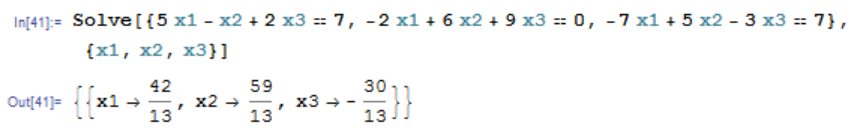 In[41]:= Solve[{5 x1 - x2 + 2 x3 == 7, -2 x1 + 6 x2 + 9 x3 == 0, -7 x1 + 5 x2 - 3 x3 == 7},
{x1, x2, x3}]
Out[41]= {{x1 → 42/13, x2 → 59/13, x3 → -30/13}}